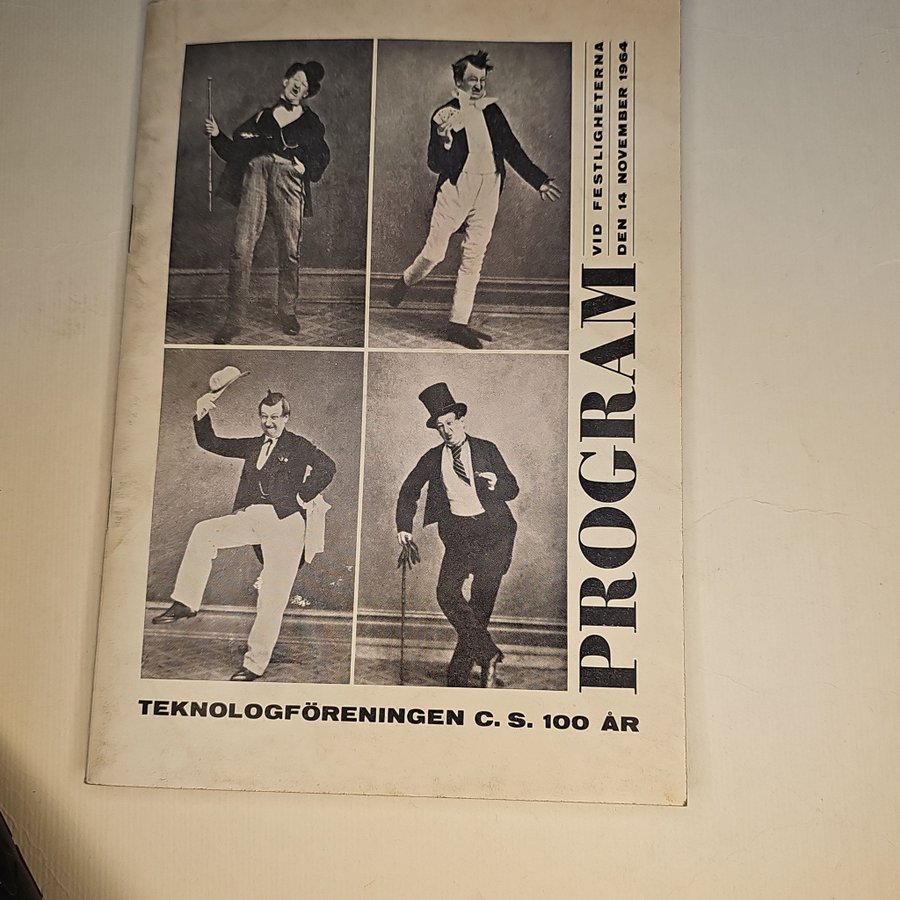 PROGRAM
VID FESTLIGHETERNA
DEN 14 NOVEMBER 1964
TEKNOLOGFÖRENINGEN C. S. 100 ÅR